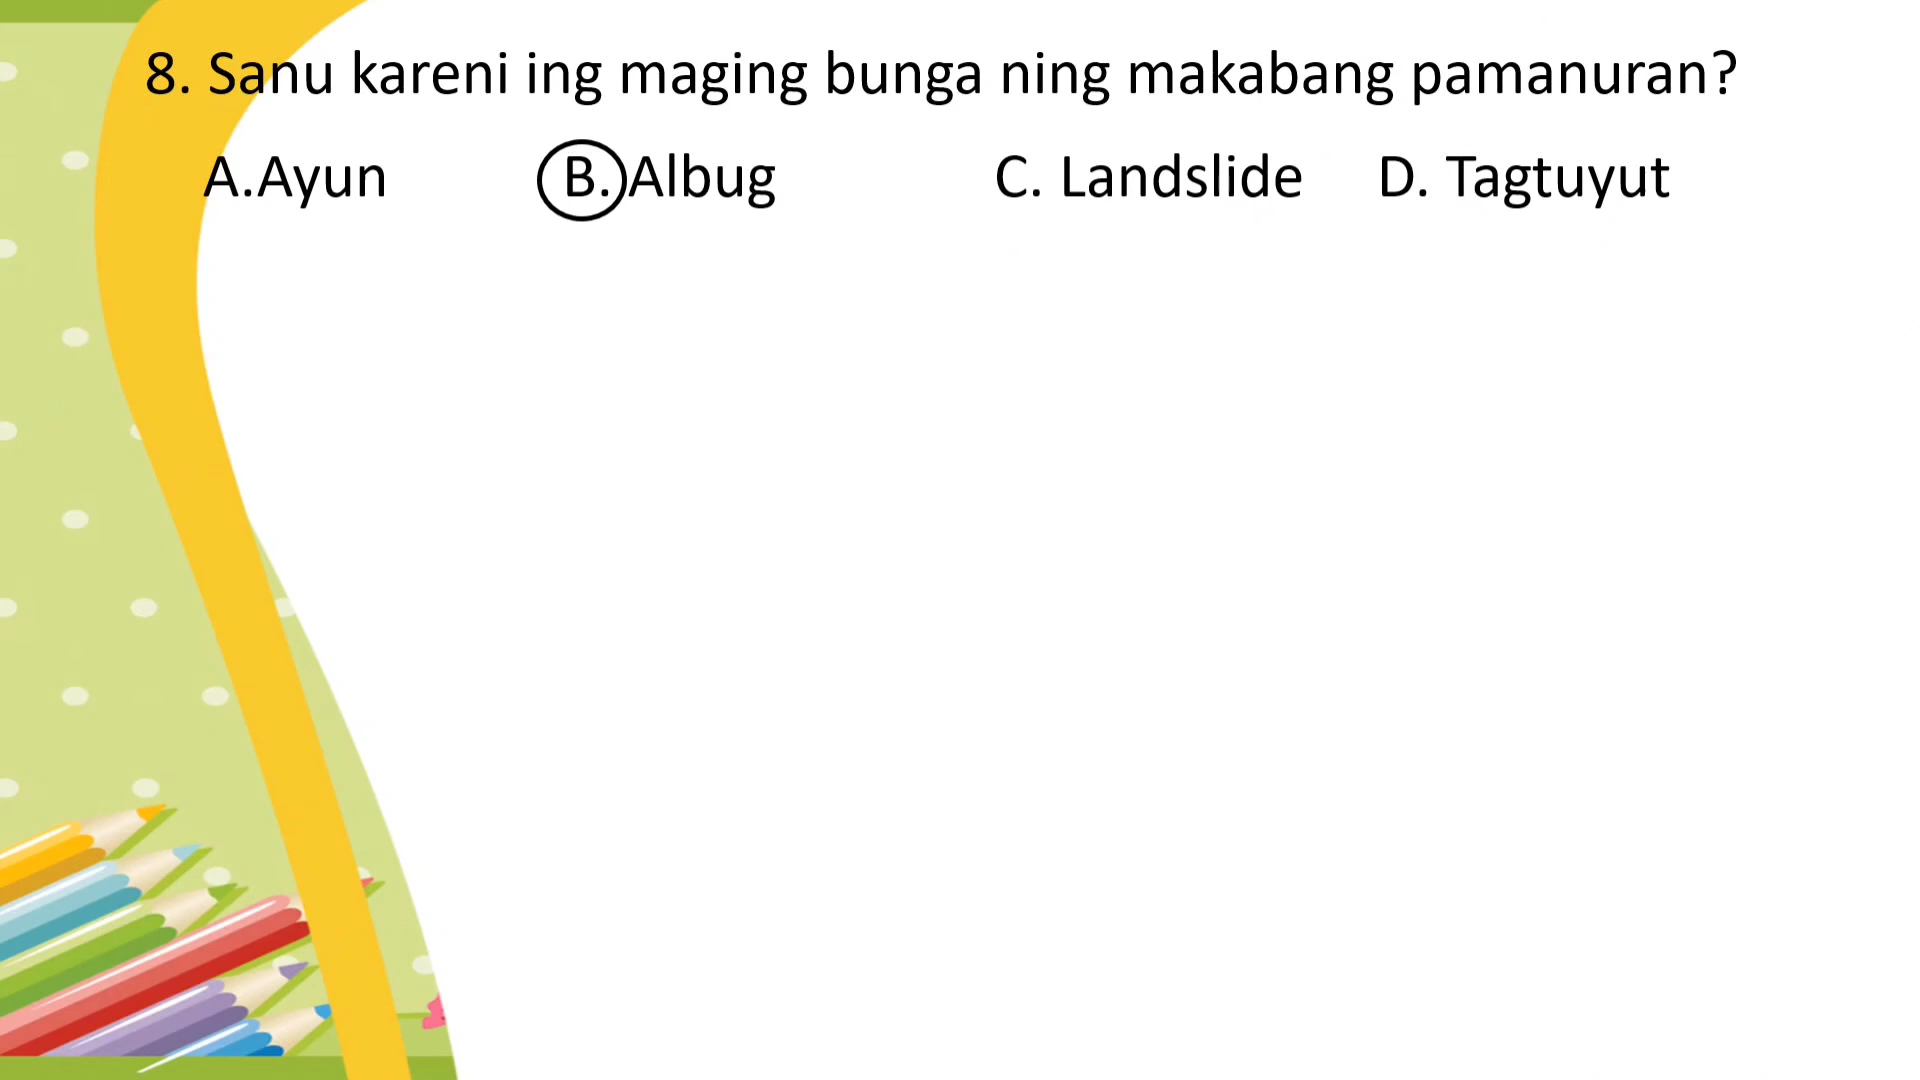 8. Sanu kareni ing maging bunga ning makabang pamanuran?
A.Ayun B. Albug C. Landslide D. Tagtuyut